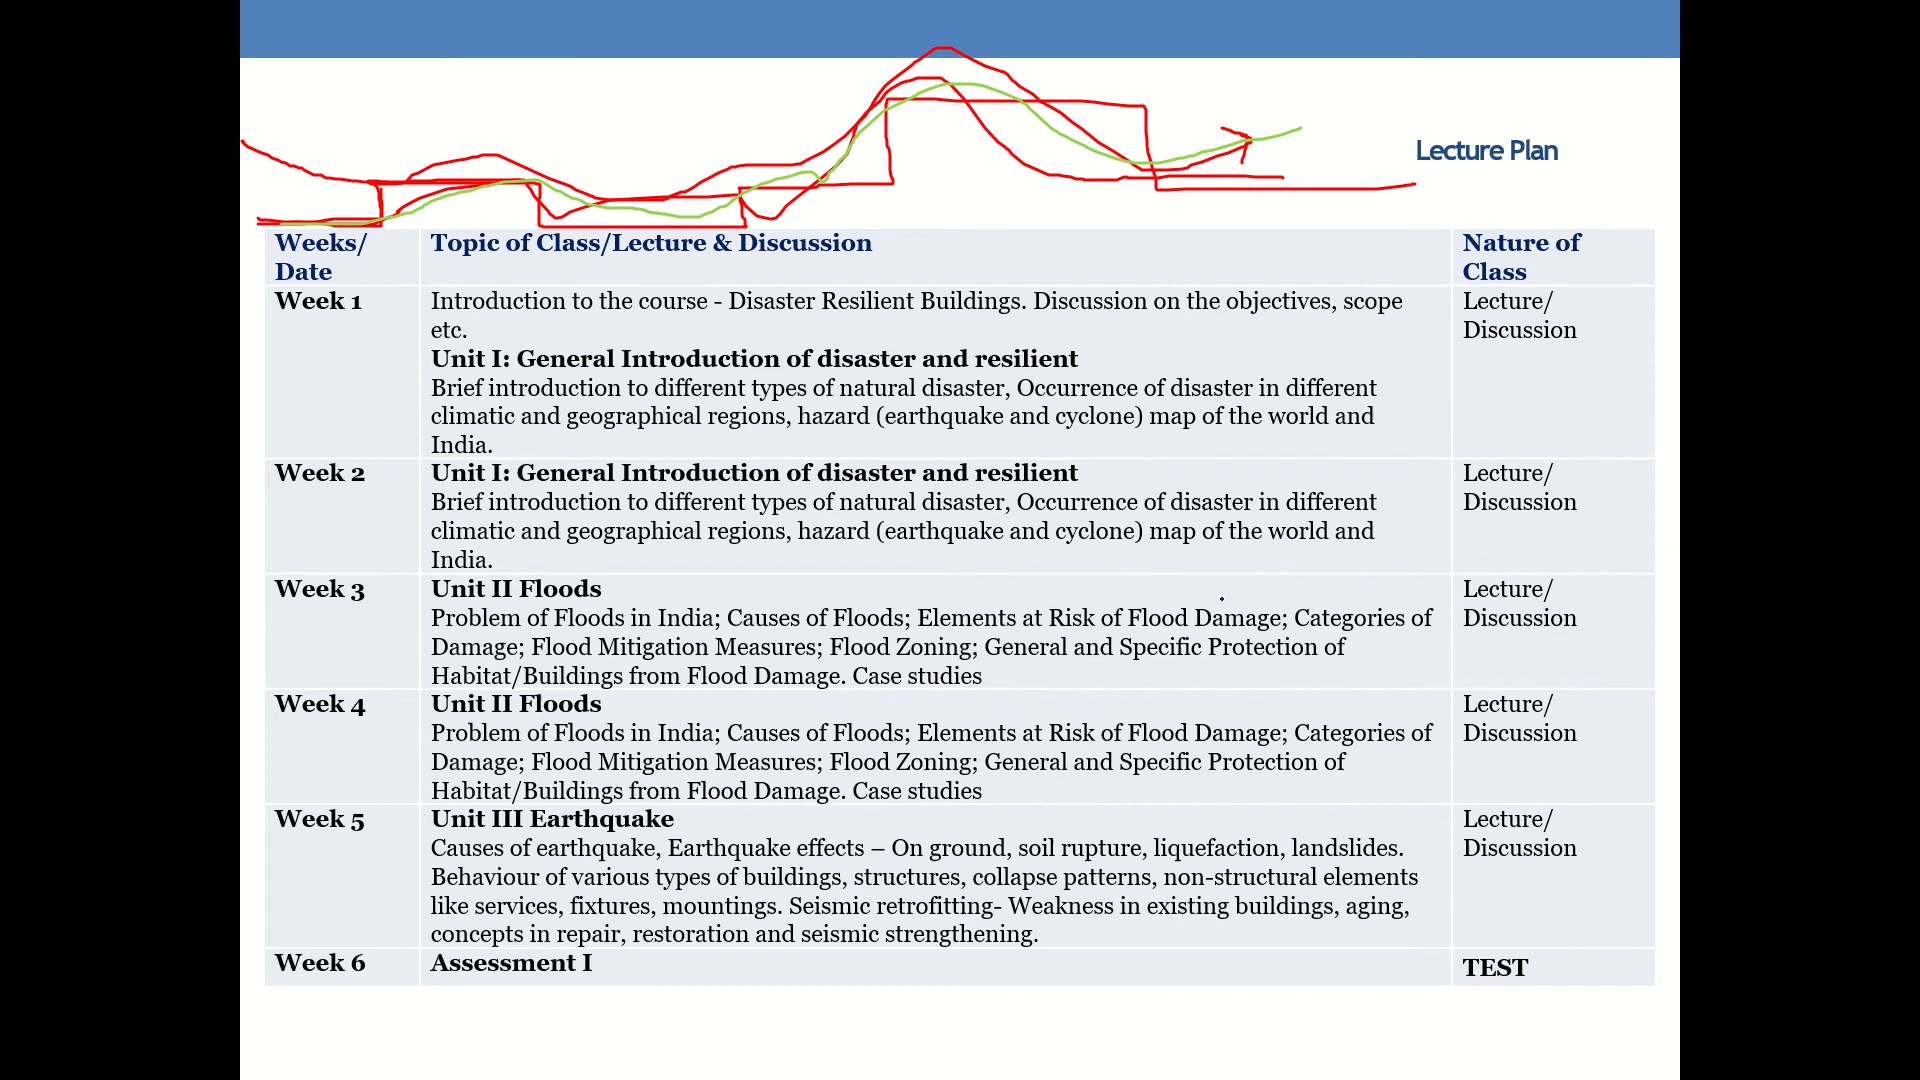 Lecture Plan
Weeks/ Topic of Class/Lecture & Discussion Nature of
Date Class
Week 1 Introduction to the course - Disaster Resilient Buildings. Discussion on the objectives, scope Lecture/
etc. Discussion
Unit I: General Introduction of disaster and resilient
Brief introduction to different types of natural disaster, Occurrence of disaster in different
climatic and geographical regions, hazard (earthquake and cyclone) map of the world and
India.
Week 2 Unit I: General Introduction of disaster and resilient Lecture/
Brief introduction to different types of natural disaster, Occurrence of disaster in different Discussion
climatic and geographical regions, hazard (earthquake and cyclone) map of the world and
India.
Week 3 Unit II Floods Lecture/
Problem of Floods in India; Causes of Floods; Elements at Risk of Flood Damage; Categories of Discussion
Damage; Flood Mitigation Measures; Flood Zoning; General and Specific Protection of
Habitat/Buildings from Flood Damage. Case studies
Week 4 Unit II Floods Lecture/
Problem of Floods in India; Causes of Floods; Elements at Risk of Flood Damage; Categories of Discussion
Damage; Flood Mitigation Measures; Flood Zoning; General and Specific Protection of
Habitat/Buildings from Flood Damage. Case studies
Week 5 Unit III Earthquake Lecture/
Causes of earthquake, Earthquake effects – On ground, soil rupture, liquefaction, landslides. Discussion
Behaviour of various types of buildings, structures, collapse patterns, non-structural elements
like services, fixtures, mountings. Seismic retrofitting- Weakness in existing buildings, aging,
concepts in repair, restoration and seismic strengthening.
Week 6 Assessment I TEST